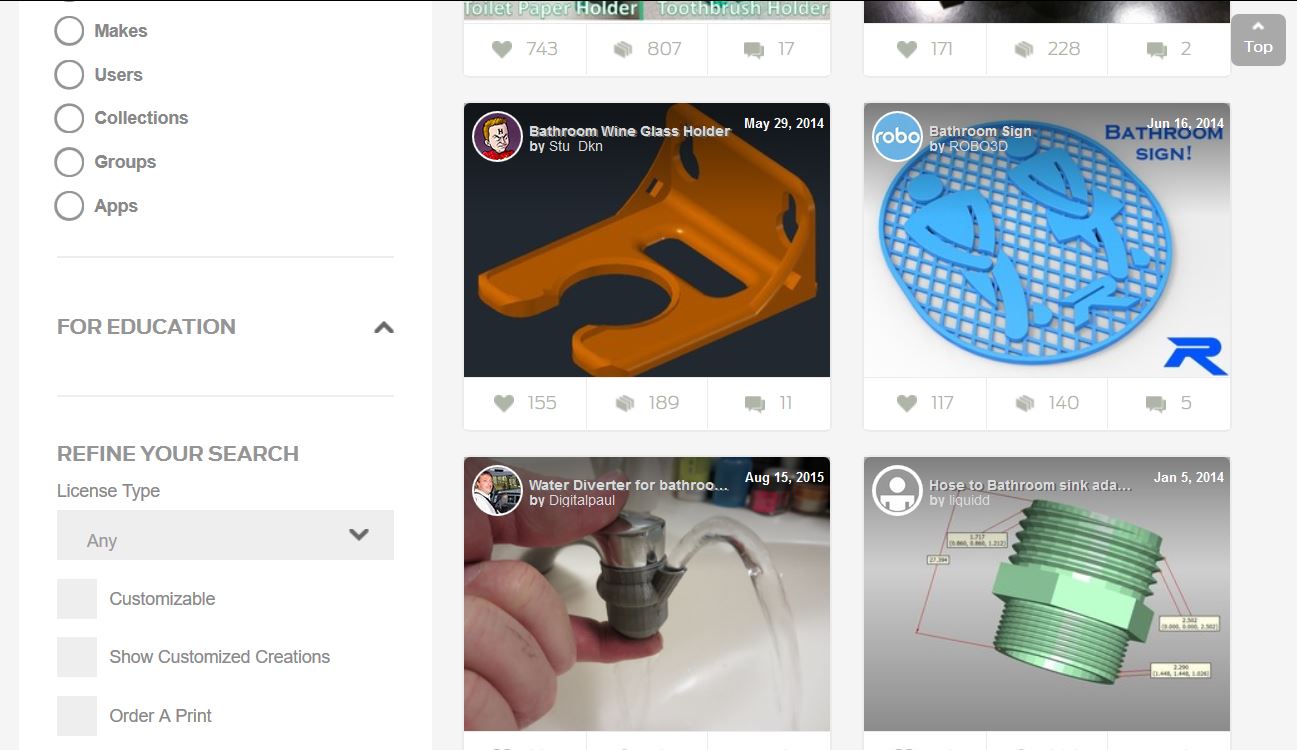 Makes
Users
Collections
Groups
Apps
FOR EDUCATION
REFINE YOUR SEARCH
License Type
Any
Customizable
Show Customized Creations
Order A Print
Toilet Paper Holder
Toothbrush Holder
743
807
17
171
228
2
Top
Bathroom Wine Glass Holder
by Stu_Dkn
May 29, 2014
155
189
11
robo
Bathroom Sign
by ROBO3D
Jun 16, 2014
BATHROOM
SIGN!
R
117
140
5
Water Diverter for bathroo...
by Digitalpaul
Aug 15, 2015
Hose to Bathroom sink ada...
by liquidd
Jan 5, 2014
1.717
(0.860, 0.860, 1.212)
27.394
2.502
(0.000, 0.000, 2.502)
2.290
(1.448, 1.448, 1.026)